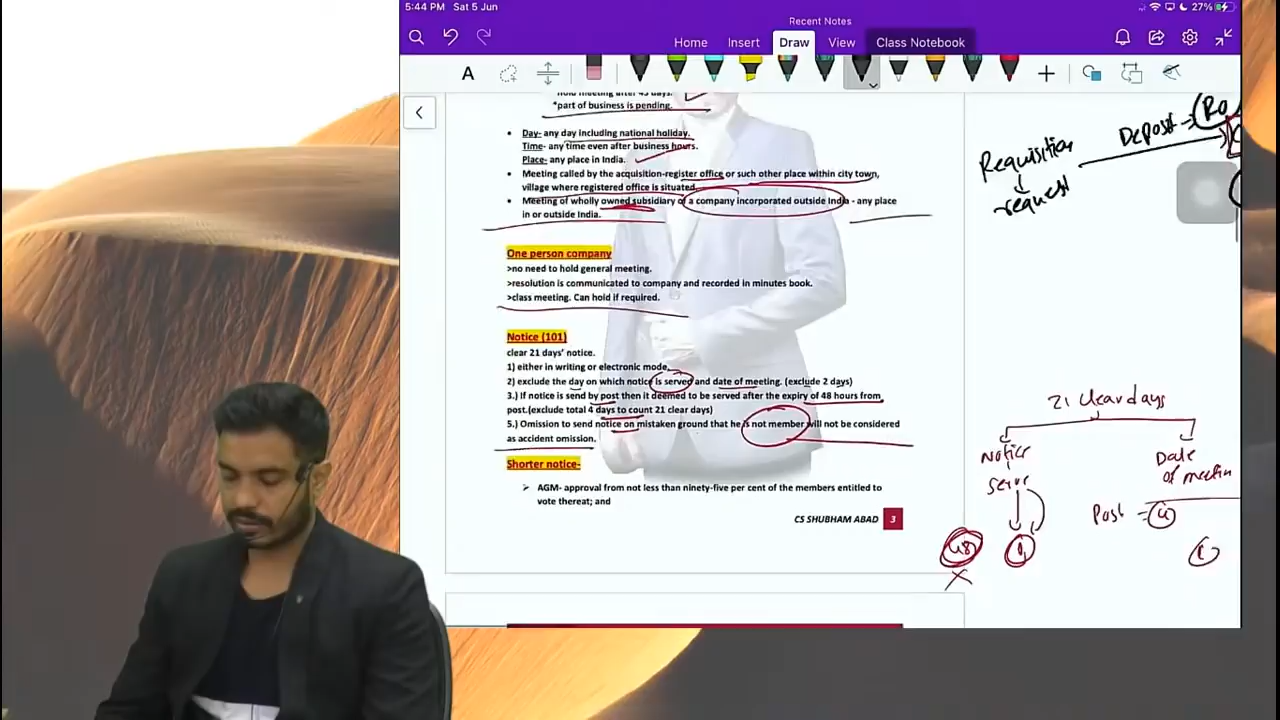 5:44 PM Sat 5 Jun
27%
Recent Notes
Home Insert Draw View Class Notebook
A
hold meeting after 45 days.
*part of business is pending.
• Day- any day including national holiday.
Time- any time even after business hours.
Place- any place in India.
• Meeting called by the acquisition-register office or such other place within city town,
village where registered office is situated.
• Meeting of wholly owned subsidiary of a company incorporated outside India - any place
in or outside India.
One person company
>no need to hold general meeting.
>resolution is communicated to company and recorded in minutes book.
>class meeting. Can hold if required.
Notice (101)
clear 21 days' notice.
1) either in writing or electronic mode,
2) exclude the day on which notice is served and date of meeting. (exclude 2 days)
3.) If notice is send by post then it deemed to be served after the expiry of 48 hours from
post.(exclude total 4 days to count 21 clear days)
5.) Omission to send notice on mistaken ground that he is not member will not be considered
as accident omission.
Shorter notice-
➢ AGM- approval from not less than ninety-five per cent of the members entitled to
vote thereat; and
CS SHUBHAM ABAD 3
Requisition
request
Deposit
Ro
21 clear days
Notice
serve
Date
of meetin
Post = 4
48
1
1
X